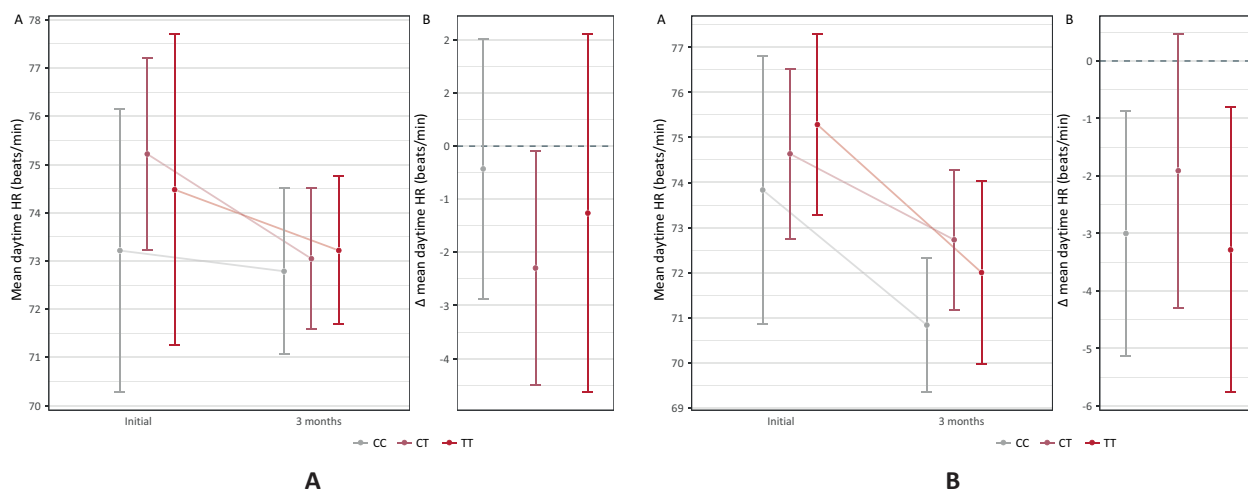 A
B
A
B
Mean daytime HR (beats/min)
78
77
76
75
74
73
72
71
70
Initial
3 months
Δ mean daytime HR (beats/min)
2
1
0
-1
-2
-3
-4
CC
CT
TT
Mean daytime HR (beats/min)
77
76
75
74
73
72
71
70
69
Initial
3 months
Δ mean daytime HR (beats/min)
0
-1
-2
-3
-4
-5
-6
CC
CT
TT
A
B